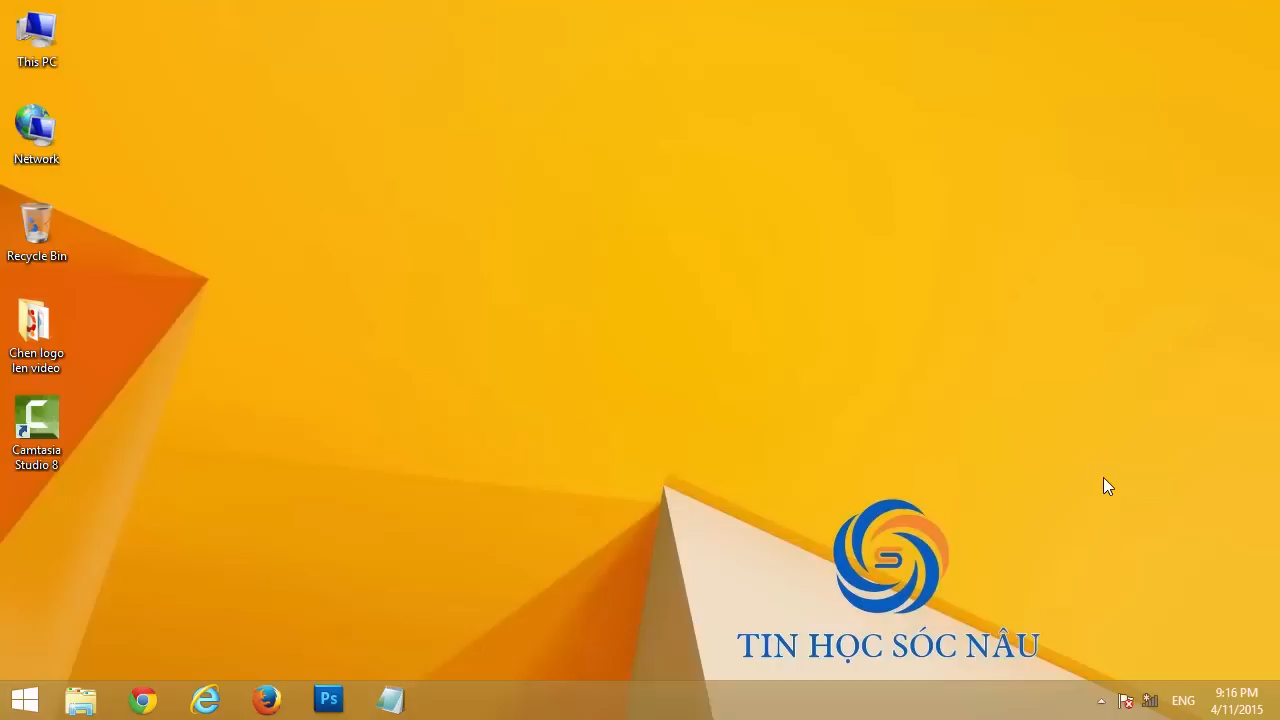 This PC
Network
Recycle Bin
Chen logo
len video
Camtasia
Studio 8
S
TIN HỌC SÓC NÂU
Ps
ENG
9:16 PM
4/11/2015